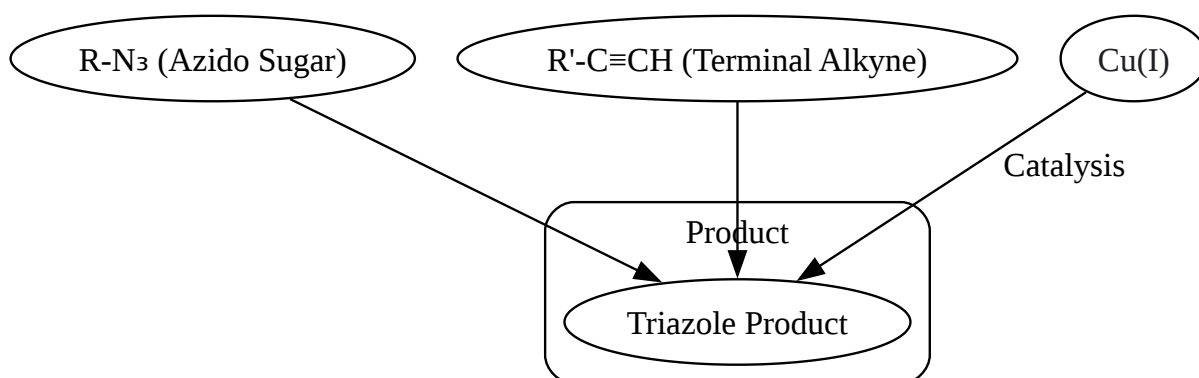 R-N₃ (Azido Sugar)
R'-C≡CH (Terminal Alkyne)
Cu(I)
Catalysis
Product
Triazole Product